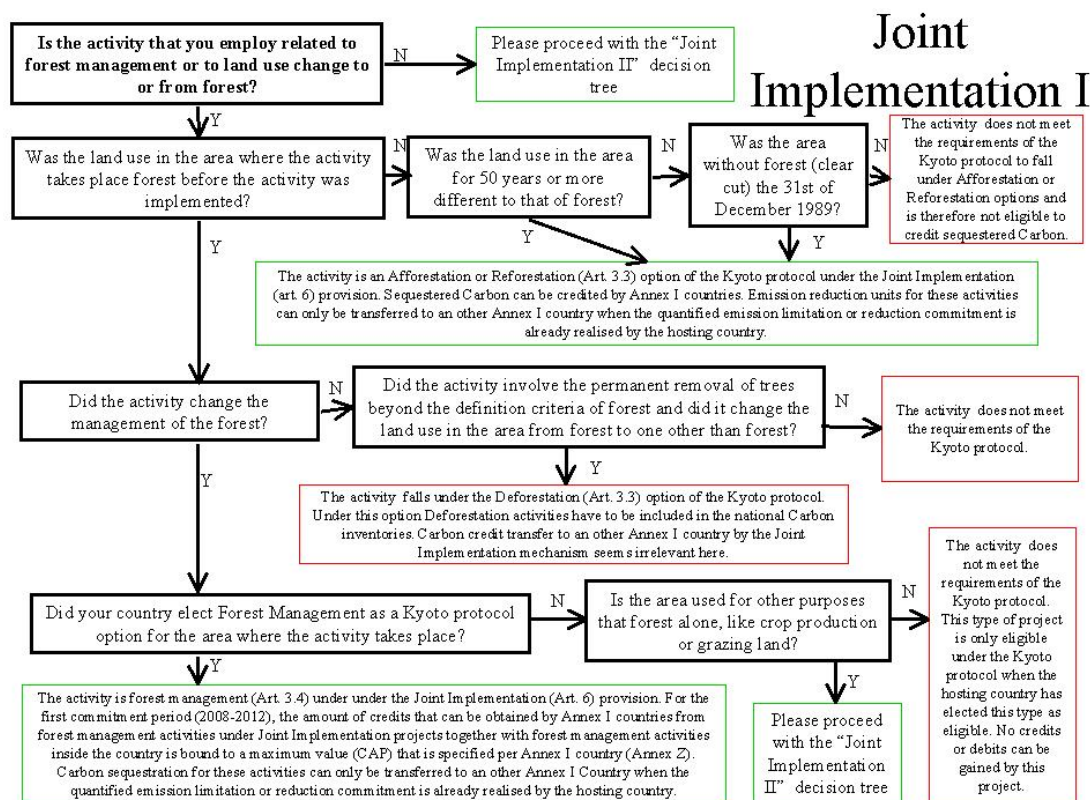 Joint
Implementation I
Is the activity that you employ related to
forest management or to land use change to
or from forest?
N
Please proceed with the “Joint
Implementation II” decision
tree
Y
Was the land use in the area where the activity
takes place forest before the activity was
implemented?
N
Was the land use in the area
for 50 years or more
different to that of forest?
N
Was the area
without forest (clear
cut) the 31st of
December 1989?
N
The activity does not meet
the requirements of the
Kyoto protocol to fall
under Afforestation or
Reforestation options and
is therefore not eligible to
credit sequestered Carbon.
Y
Y
Y
The activity is an Afforestation or Reforestation (Art. 3.3) option of the Kyoto protocol under the Joint Implementation
(art. 6) provision. Sequestered Carbon can be credited by Annex I countries. Emission reduction units for these activities
can only be transferred to an other Annex I country when the quantified emission limitation or reduction commitment is
already realised by the hosting country.
Did the activity change the
management of the forest?
N
Did the activity involve the permanent removal of trees
beyond the definition criteria of forest and did it change the
land use in the area from forest to one other than forest?
N
The activity does not meet
the requirements of the
Kyoto protocol.
Y
Y
The activity falls under the Deforestation (Art. 3.3) option of the Kyoto protocol.
Under this option Deforestation activities have to be included in the national Carbon
inventories. Carbon credit transfer to an other Annex I country by the Joint
Implementation mechanism seems irrelevant here.
Did your country elect Forest Management as a Kyoto protocol
option for the area where the activity takes place?
N
Is the area used for other purposes
that forest alone, like crop production
or grazing land?
N
The activity does
not meet the
requirements of the
Kyoto protocol.
This type of project
is only eligible
under the Kyoto
protocol when the
hosting country has
elected this type as
eligible. No credits
or debits can be
gained by this
project.
Y
Y
The activity is forest management (Art. 3.4) under under the Joint Implementation (Art. 6) provision. For the
first commitment period (2008-2012), the amount of credits that can be obtained by Annex I countries from
forest management activities under Joint Implementation projects together with forest management activities
inside the country is bound to a maximum value (CAP) that is specified per Annex I country (Annex Z).
Carbon sequestration for these activities can only be transferred to an other Annex I Country when the
quantified emission limitation or reduction commitment is already realised by the hosting country.
Please proceed
with the “Joint
Implementation
II” decision tree